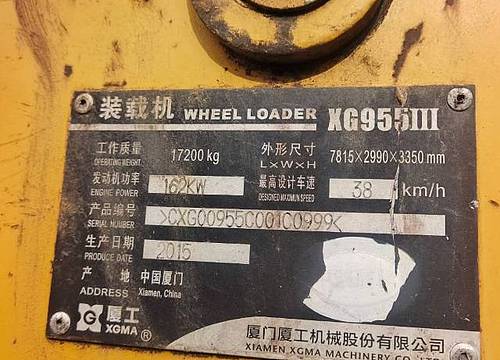 装载机 WHEEL LOADER XG955III
工作质量 17200 kg 外形尺寸 7815×2990×3350 mm
OPERATING WEIGHT L×W×H
发动机功率 162KW 最高设计车速 38 km/h
ENGINE POWER DESIGNED MAXIMUN SPEED
产品编号 >CXG00955C001C0999<
SERIAL NUMBER
生产日期 2015
PRODUCE DATE
产 地 中国厦门
ADDRESS Xiamen, China
厦工
XGMA ®
厦门厦工机械股份有限公司
XIAMEN XGMA MACHINERY CO., LTD